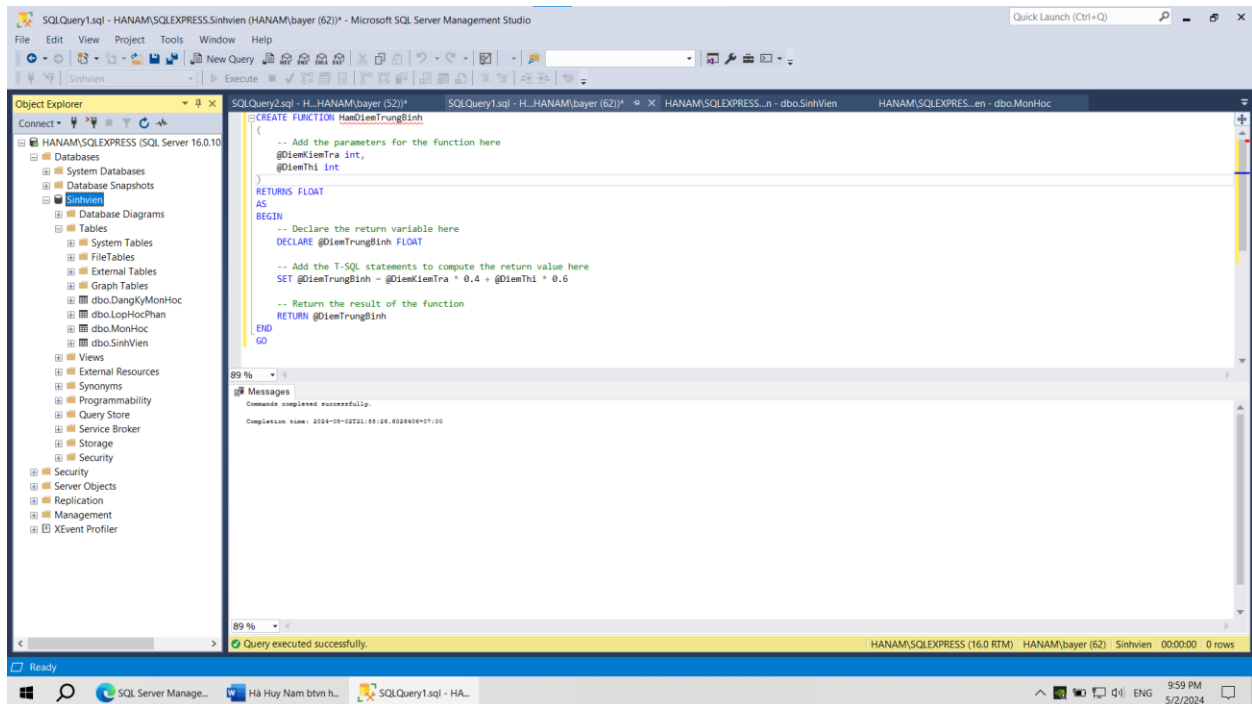 SQLQuery1.sql - HANAM\SQLEXPRESS.Sinhvien (HANAM\bayer (62))* - Microsoft SQL Server Management Studio
Quick Launch (Ctrl+Q)
File Edit View Project Tools Window Help
New Query
Sinhvien Execute
Object Explorer
SQLQuery2.sql - H...HANAM\bayer (52))* SQLQuery1.sql - H...HANAM\bayer (62))* HANAM\SQLEXPRESS...n - dbo.SinhVien HANAM\SQLEXPRES...en - dbo.MonHoc
Connect
HANAM\SQLEXPRESS (SQL Server 16.0.10
Databases
System Databases
Database Snapshots
Sinhvien
Database Diagrams
Tables
System Tables
FileTables
External Tables
Graph Tables
dbo.DangKyMonHoc
dbo.LopHocPhan
dbo.MonHoc
dbo.SinhVien
Views
External Resources
Synonyms
Programmability
Query Store
Service Broker
Storage
Security
Security
Server Objects
Replication
Management
XEvent Profiler
CREATE FUNCTION HamDiemTrungBinh
(
-- Add the parameters for the function here
@DiemKiemTra int,
@DiemThi int
)
RETURNS FLOAT
AS
BEGIN
-- Declare the return variable here
DECLARE @DiemTrungBinh FLOAT
-- Add the T-SQL statements to compute the return value here
SET @DiemTrungBinh = @DiemKiemTra * 0.4 + @DiemThi * 0.6
-- Return the result of the function
RETURN @DiemTrungBinh
END
GO
89 %
Messages
Commands completed successfully.
Completion time: 2024-05-02T21:58:26.6026406+07:00
89 %
Query executed successfully. HANAM\SQLEXPRESS (16.0 RTM) HANAM\bayer (62) Sinhvien 00:00:00 0 rows
Ready
SQL Server Manage... Hà Huy Nam btvn h... SQLQuery1.sql - HA... ENG 9:59 PM
5/2/2024